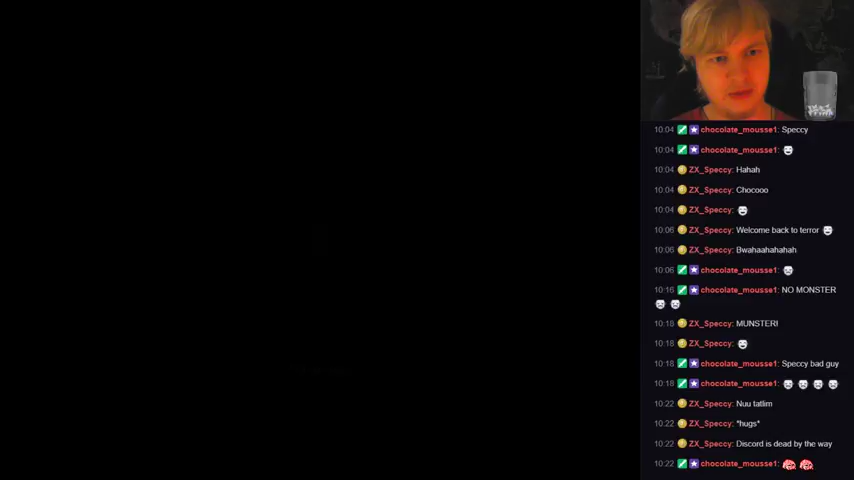 10:04 chocolate_mousse1: Speccy
10:04 chocolate_mousse1:
10:04 ZX_Speccy: Hahah
10:04 ZX_Speccy: Chocooo
10:04 ZX_Speccy:
10:06 ZX_Speccy: Welcome back to terror
10:06 ZX_Speccy: Bwahaahahahah
10:06 chocolate_mousse1:
10:16 chocolate_mousse1: NO MONSTER
10:18 ZX_Speccy: MUNSTER!
10:18 ZX_Speccy:
10:18 chocolate_mousse1: Speccy bad guy
10:18 chocolate_mousse1:
10:22 ZX_Speccy: Nuu tatlim
10:22 ZX_Speccy: *hugs*
10:22 ZX_Speccy: Discord is dead by the way
10:22 chocolate_mousse1: